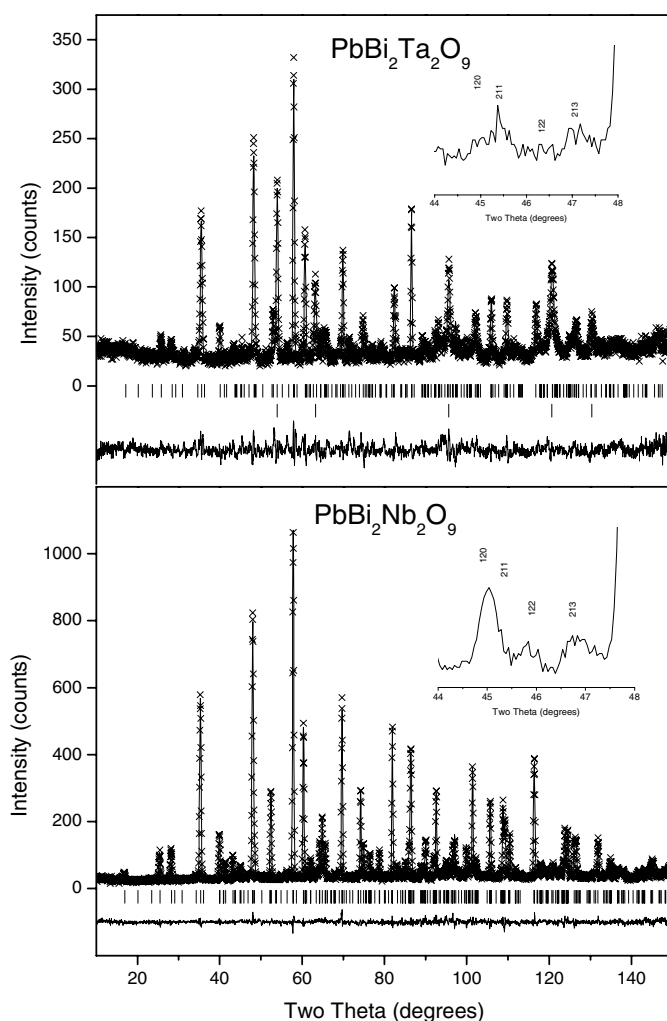 PbBi₂Ta₂O₉
350
300
250
200
150
100
50
0
Intensity (counts)
120
211
122
213
44 45 46 47 48
Two Theta (degrees)
PbBi₂Nb₂O₉
1000
800
600
400
200
0
Intensity (counts)
120
211
122
213
44 45 46 47 48
Two Theta (degrees)
20 40 60 80 100 120 140
Two Theta (degrees)